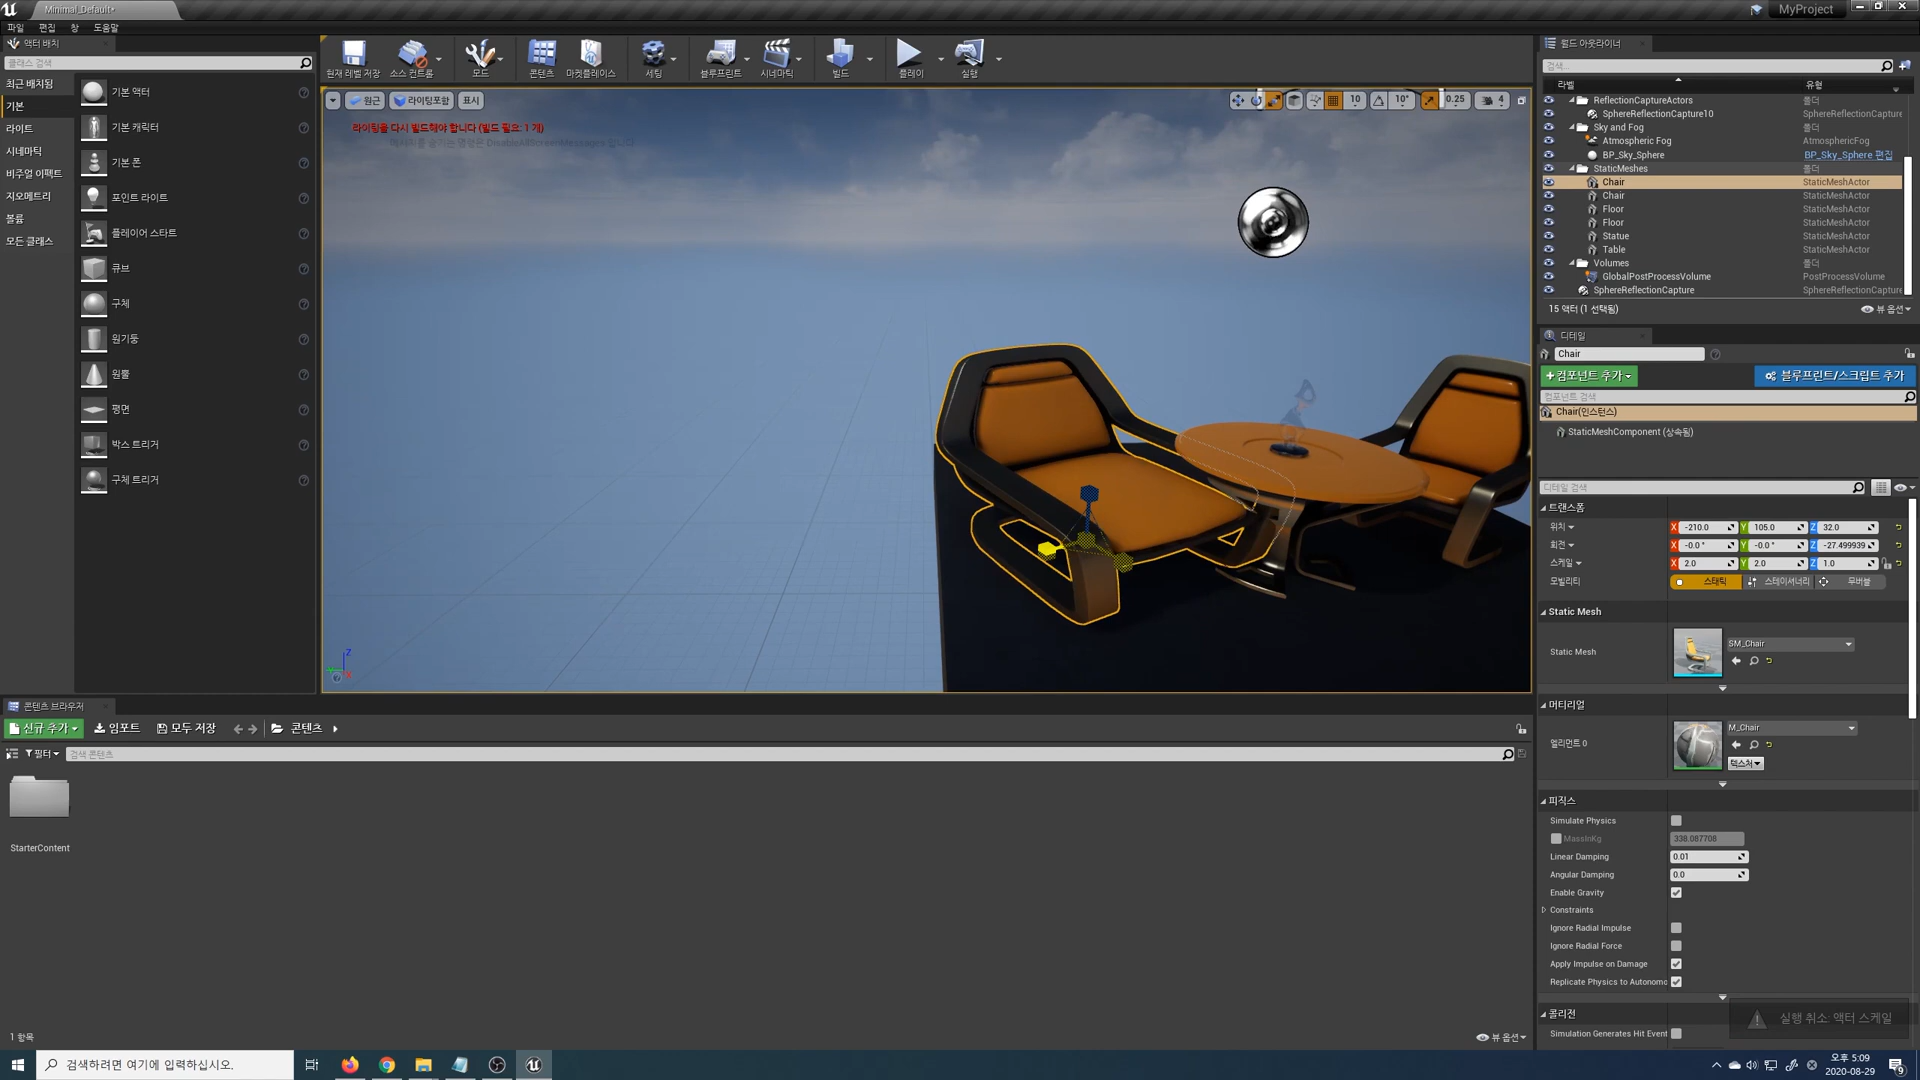 Minimal_Default*
MyProject
파일 편집 창 도움말
액터 배치
클래스 검색
최근 배치됨
기본
라이트
시네마틱
비주얼 이펙트
지오메트리
볼륨
모든 클래스
기본 액터
기본 캐릭터
기본 폰
포인트 라이트
플레이어 스타트
큐브
구체
원기둥
원뿔
평면
박스 트리거
구체 트리거
현재 레벨 저장 소스 컨트롤 모드 콘텐츠 마켓플레이스 세팅 블루프린트 시네마틱 빌드 플레이 실행
원근 라이팅포함 표시
10 10° 0.25 4
라이팅을 다시 빌드해야 합니다 (빌드 필요: 1 개)
메시지를 숨기는 명령은 DisableAllScreenMessages 입니다
Z
X
월드 아웃라이너
검색...
라벨 유형
ReflectionCaptureActors 폴더
SphereReflectionCapture10 SphereReflectionCapture
Sky and Fog 폴더
Atmospheric Fog AtmosphericFog
BP_Sky_Sphere BP_Sky_Sphere 편집
StaticMeshes 폴더
Chair StaticMeshActor
Chair StaticMeshActor
Floor StaticMeshActor
Floor StaticMeshActor
Statue StaticMeshActor
Table StaticMeshActor
Volumes 폴더
GlobalPostProcessVolume PostProcessVolume
SphereReflectionCapture SphereReflectionCapture
15 액터 (1 선택됨) 뷰 옵션
디테일
Chair
+컴포넌트 추가 블루프린트/스크립트 추가
컴포넌트 검색
Chair(인스턴스)
StaticMeshComponent (상속됨)
디테일 검색
트랜스폼
위치 X -210.0 Y 105.0 Z 32.0
회전 X -0.0 ° Y -0.0 ° Z -27.499939
스케일 X 2.0 Y 2.0 Z 1.0
모빌리티 스태틱 스테이셔너리 무버블
Static Mesh
Static Mesh SM_Chair
머티리얼
엘리먼트 0 M_Chair
텍스처
피직스
Simulate Physics
MassInKg 338.087708
Linear Damping 0.01
Angular Damping 0.0
Enable Gravity
Constraints
Ignore Radial Impulse
Ignore Radial Force
Apply Impulse on Damage
Replicate Physics to Autonomo
콜리전
Simulation Generates Hit Event
실행 취소: 액터 스케일
콘텐츠 브라우저
신규 추가 임포트 모두 저장 콘텐츠
필터 검색 콘텐츠
StarterContent
1 항목 뷰 옵션
검색하려면 여기에 입력하십시오.
오후 5:09
2020-08-29
9